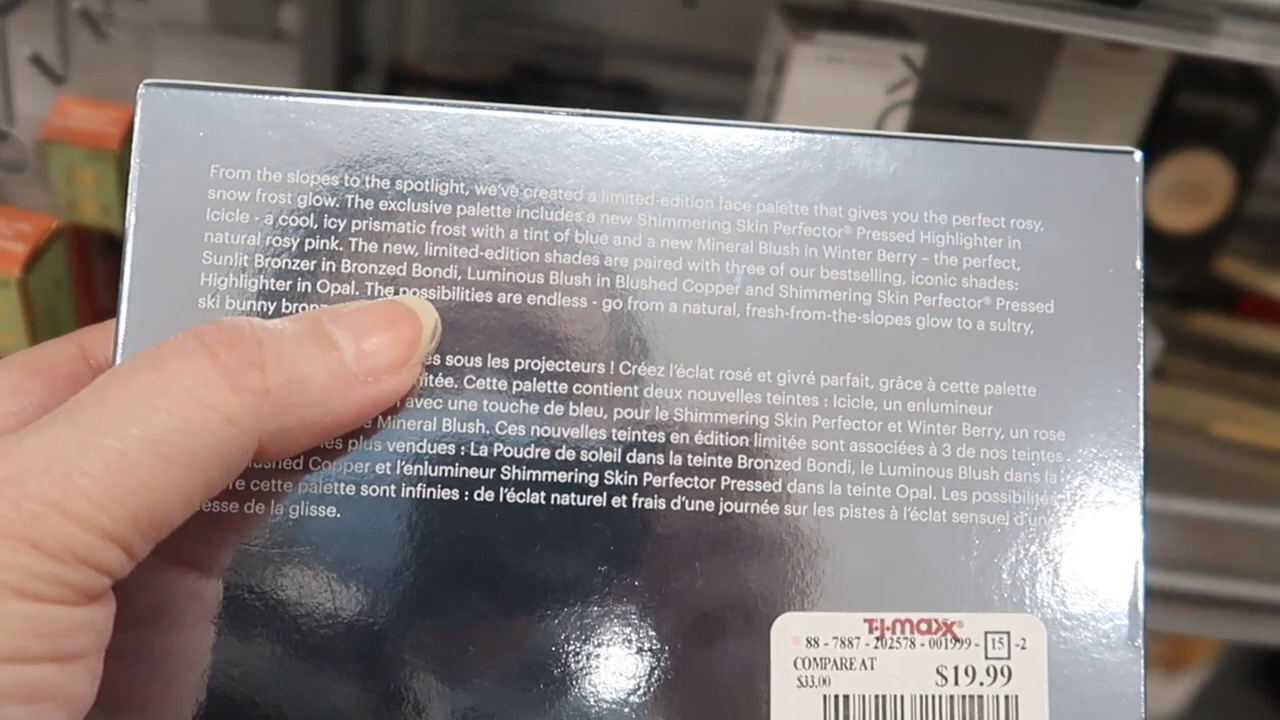 From the slopes to the spotlight, we've created a limited-edition face palette that gives you the perfect rosy,
snow frost glow. The exclusive palette includes a new Shimmering Skin Perfector® Pressed Highlighter in
Icicle - a cool, icy prismatic frost with a tint of blue and a new Mineral Blush in Winter Berry – the perfect,
natural rosy pink. The new, limited-edition shades are paired with three of our bestselling, iconic shades:
Sunlit Bronzer in Bronzed Bondi, Luminous Blush in Blushed Copper and Shimmering Skin Perfector® Pressed
Highlighter in Opal. The possibilities are endless - go from a natural, fresh-from-the-slopes glow to a sultry,
ski bunny
sous les projecteurs ! Créez l'éclat rosé et givré parfait, grâce à cette palette
Cette palette contient deux nouvelles teintes : Icicle, un enlumineur
avec une touche de bleu, pour le Shimmering Skin Perfector et Winter Berry, un rose
Mineral Blush. Ces nouvelles teintes en édition limitée sont associées à 3 de nos teintes
plus vendues : La Poudre de soleil dans la teinte Bronzed Bondi, le Luminous Blush dans la
Copper et l'enlumineur Shimmering Skin Perfector Pressed dans la teinte Opal. Les possibilités
cette palette sont infinies : de l'éclat naturel et frais d'une journée sur les pistes à l'éclat sensuel d'une
de la glisse.
T·J·maxx®
88 - 7887 - 202578 - 001999 - 15 -2
COMPARE AT
$33.00 $19.99